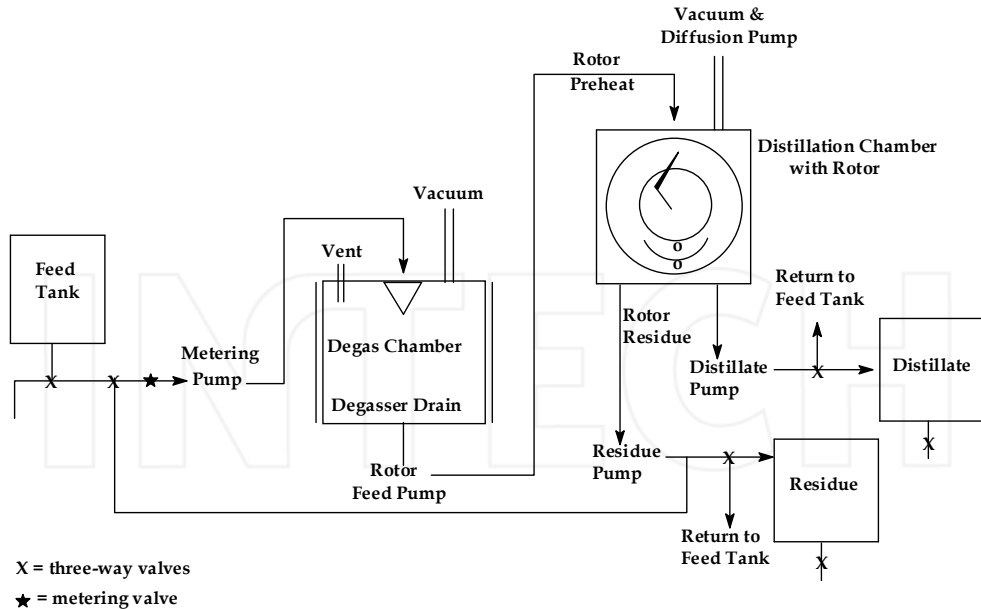 Vacuum &
Diffusion Pump
Rotor
Preheat
Distillation Chamber
with Rotor
Vacuum
Vent
Feed
Tank
Return to
Feed Tank
Rotor
Residue
Degas Chamber
Metering
Pump
Distillate
Pump
X
Distillate
X
X
Degasser Drain
o
o
X
Residue
Pump
X
Rotor
Feed Pump
Residue
Return to
Feed Tank
X
X = three-way valves
★ = metering valve
INTECH